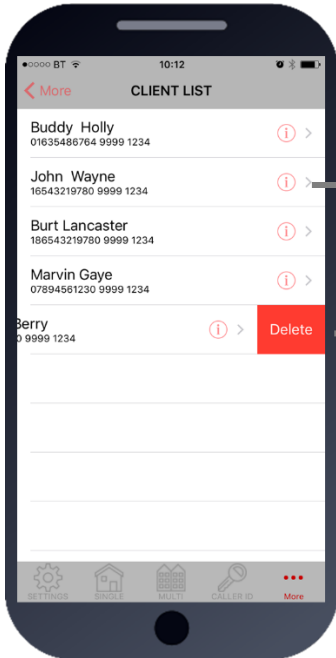 BT 10:12
More CLIENT LIST
Buddy Holly
01635486764 9999 1234
John Wayne
16543219780 9999 1234
Burt Lancaster
186543219780 9999 1234
Marvin Gaye
07894561230 9999 1234
Berry
0 9999 1234
Delete
SETTINGS SINGLE MULTI CALLER ID More